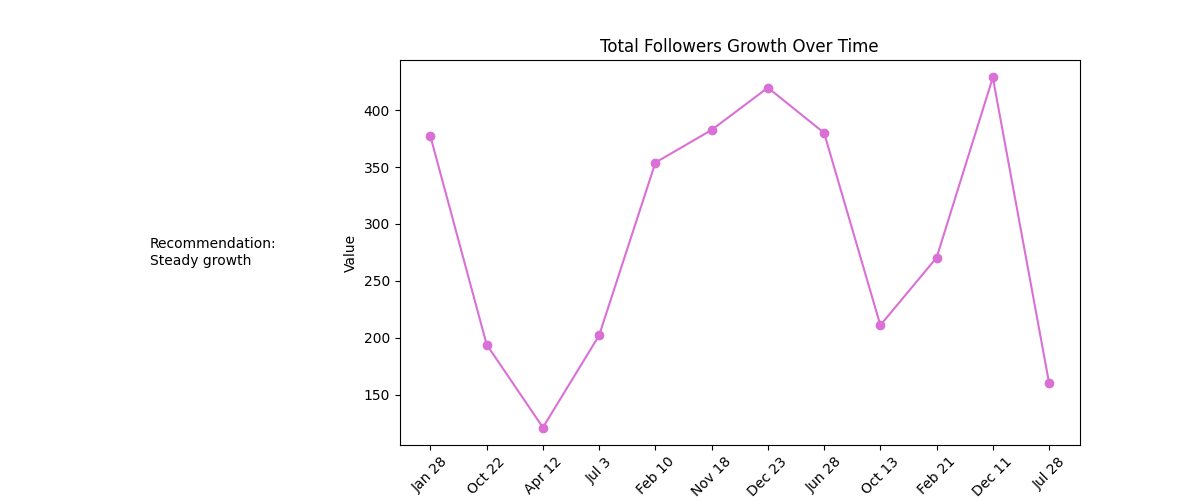 Total Followers Growth Over Time
Recommendation:
Steady growth
Value
400
350
300
250
200
150
Jan 28
Oct 22
Apr 12
Jul 3
Feb 10
Nov 18
Dec 23
Jun 28
Oct 13
Feb 21
Dec 11
Jul 28